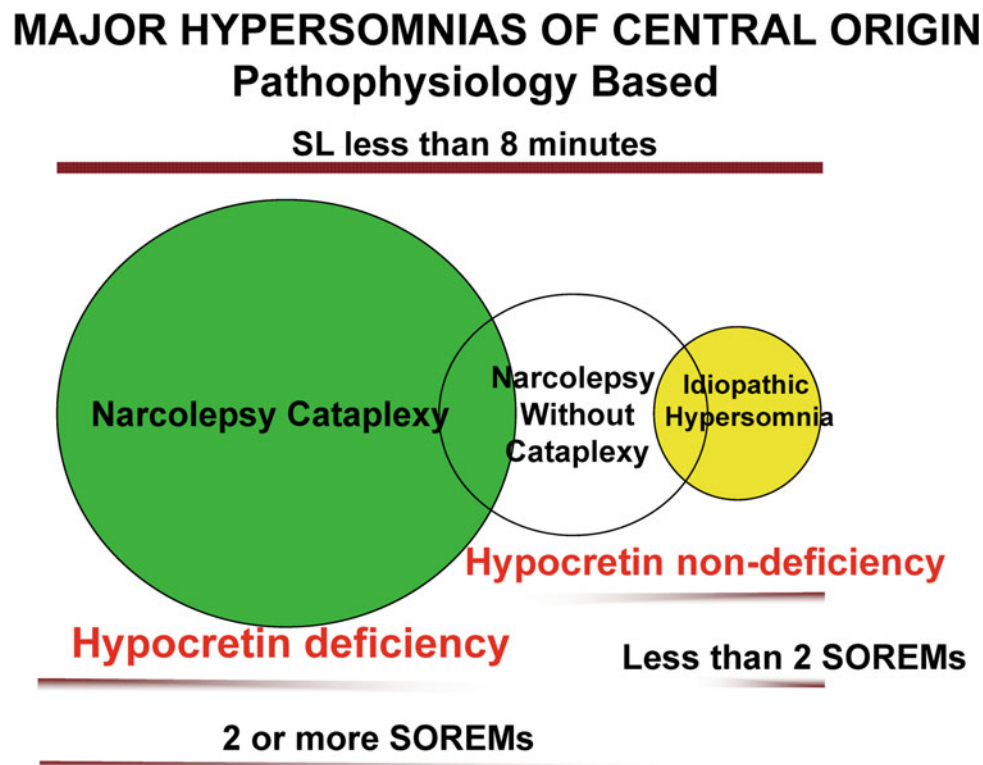 MAJOR HYPERSOMNIAS OF CENTRAL ORIGIN
Pathophysiology Based
SL less than 8 minutes
Narcolepsy Cataplexy
Narcolepsy
Without
Cataplexy
Idiopathic
Hypersomnia
Hypocretin non-deficiency
Hypocretin deficiency
Less than 2 SOREMs
2 or more SOREMs